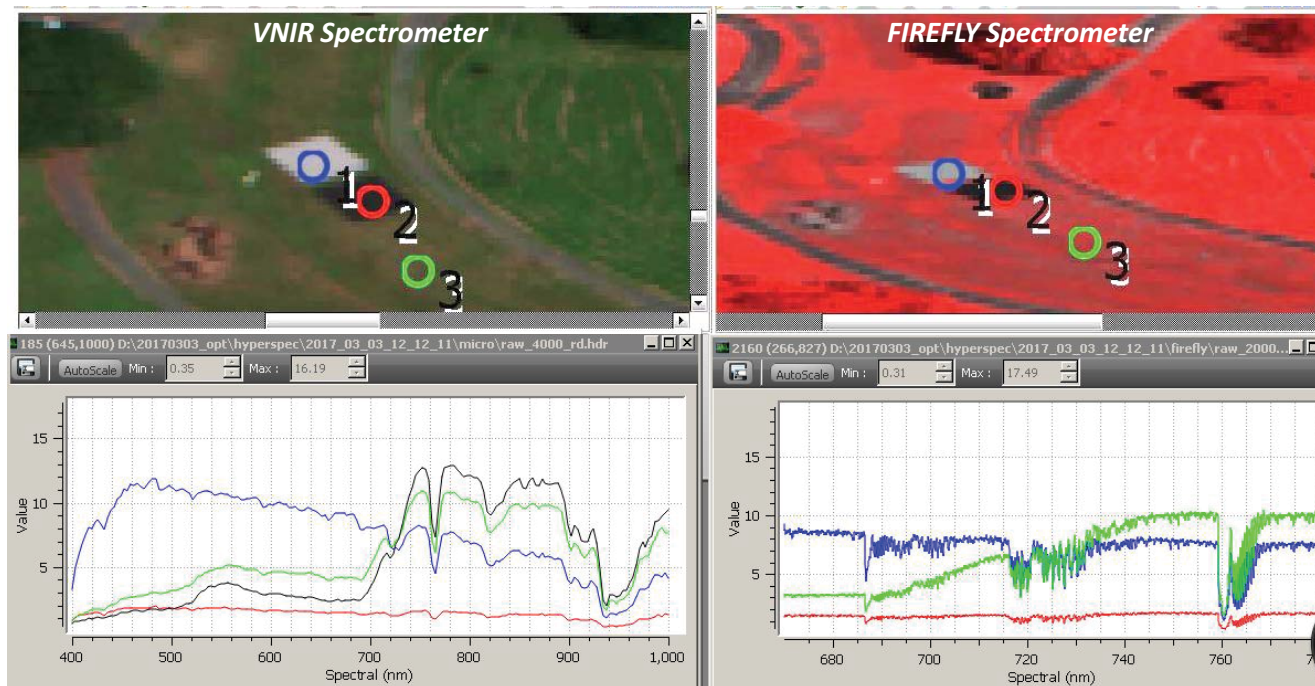 VNIR Spectrometer
1
2
3
FIREFLY Spectrometer
1
2
3
185 (645,1000) D:\20170303_opt\hyperspec\2017_03_03_12_12_11\micro\raw_4000_rd.hdr
AutoScale Min : 0.35 Max : 16.19
15
10
5
Value
400 500 600 700 800 900 1,000
Spectral (nm)
2160 (266,827) D:\20170303_opt\hyperspec\2017_03_03_12_12_11\firefly\raw_2000...
AutoScale Min : 0.31 Max : 17.49
15
10
5
Value
680 700 720 740 760
Spectral (nm)